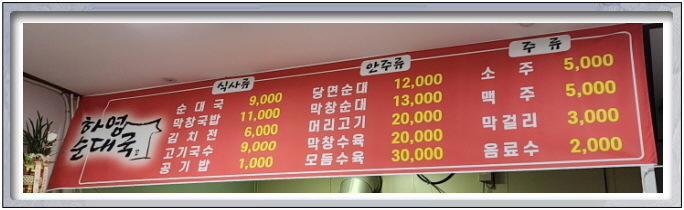 하영
순대국
식사류
순대국 9,000
막창국밥 11,000
김치전 6,000
고기국수 9,000
공기밥 1,000
안주류
당면순대 12,000
막창순대 13,000
머리고기 20,000
막창수육 20,000
모듬수육 30,000
주류
소주 5,000
맥주 5,000
막걸리 3,000
음료수 2,000